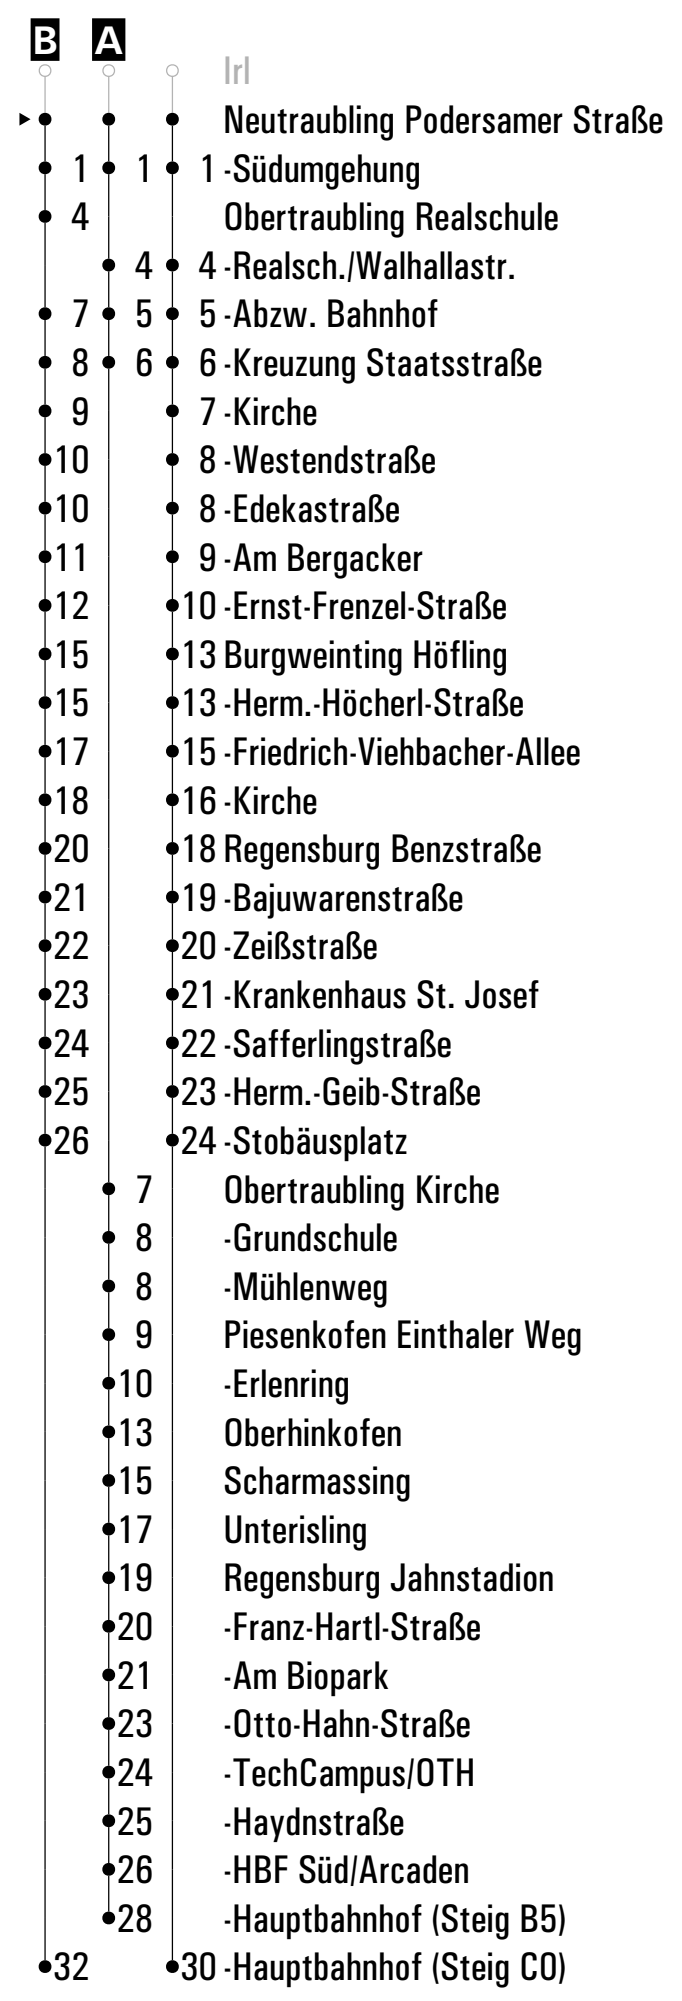 B A
Irl
Neutraubling Podersamer Straße
1 1 1 -Südumgehung
4 Obertraubling Realschule
4 4 -Realsch./Walhallastr.
7 5 5 -Abzw. Bahnhof
8 6 6 -Kreuzung Staatsstraße
9 7 -Kirche
10 8 -Westendstraße
10 8 -Edekastraße
11 9 -Am Bergacker
12 10 -Ernst-Frenzel-Straße
15 13 Burgweinting Höfling
15 13 -Herm.-Höcherl-Straße
17 15 -Friedrich-Viehbacher-Allee
18 16 -Kirche
20 18 Regensburg Benzstraße
21 19 -Bajuwarenstraße
22 20 -Zeißstraße
23 21 -Krankenhaus St. Josef
24 22 -Safferlingstraße
25 23 -Herm.-Geib-Straße
26 24 -Stobäusplatz
7 Obertraubling Kirche
8 -Grundschule
8 -Mühlenweg
9 Piesenkofen Einthaler Weg
10 -Erlenring
13 Oberhinkofen
15 Scharmassing
17 Unterisling
19 Regensburg Jahnstadion
20 -Franz-Hartl-Straße
21 -Am Biopark
23 -Otto-Hahn-Straße
24 -TechCampus/OTH
25 -Haydnstraße
26 -HBF Süd/Arcaden
28 -Hauptbahnhof (Steig B5)
32 30 -Hauptbahnhof (Steig C0)